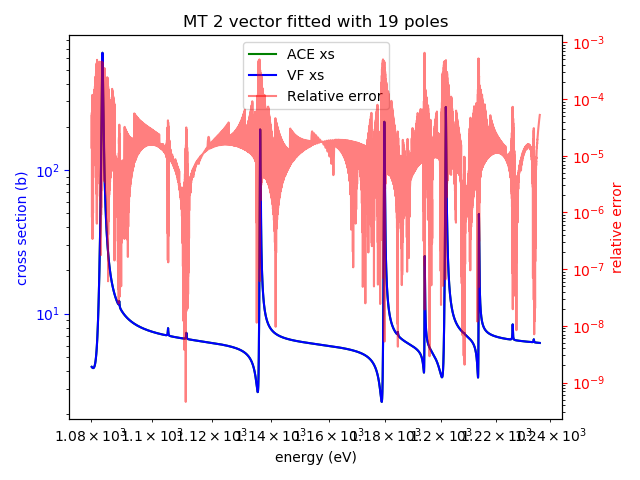 MT 2 vector fitted with 19 poles
ACE xs
VF xs
Relative error
cross section (b)
10²
10¹
10⁻³
10⁻⁴
10⁻⁵
10⁻⁶
10⁻⁷
10⁻⁸
10⁻⁹
relative error
1.08 × 10³ 1.1 × 10³ 1.12 × 10³ 1.14 × 10³ 1.16 × 10³ 1.18 × 10³ 1.2 × 10³ 1.22 × 10³ 1.24 × 10³
energy (eV)